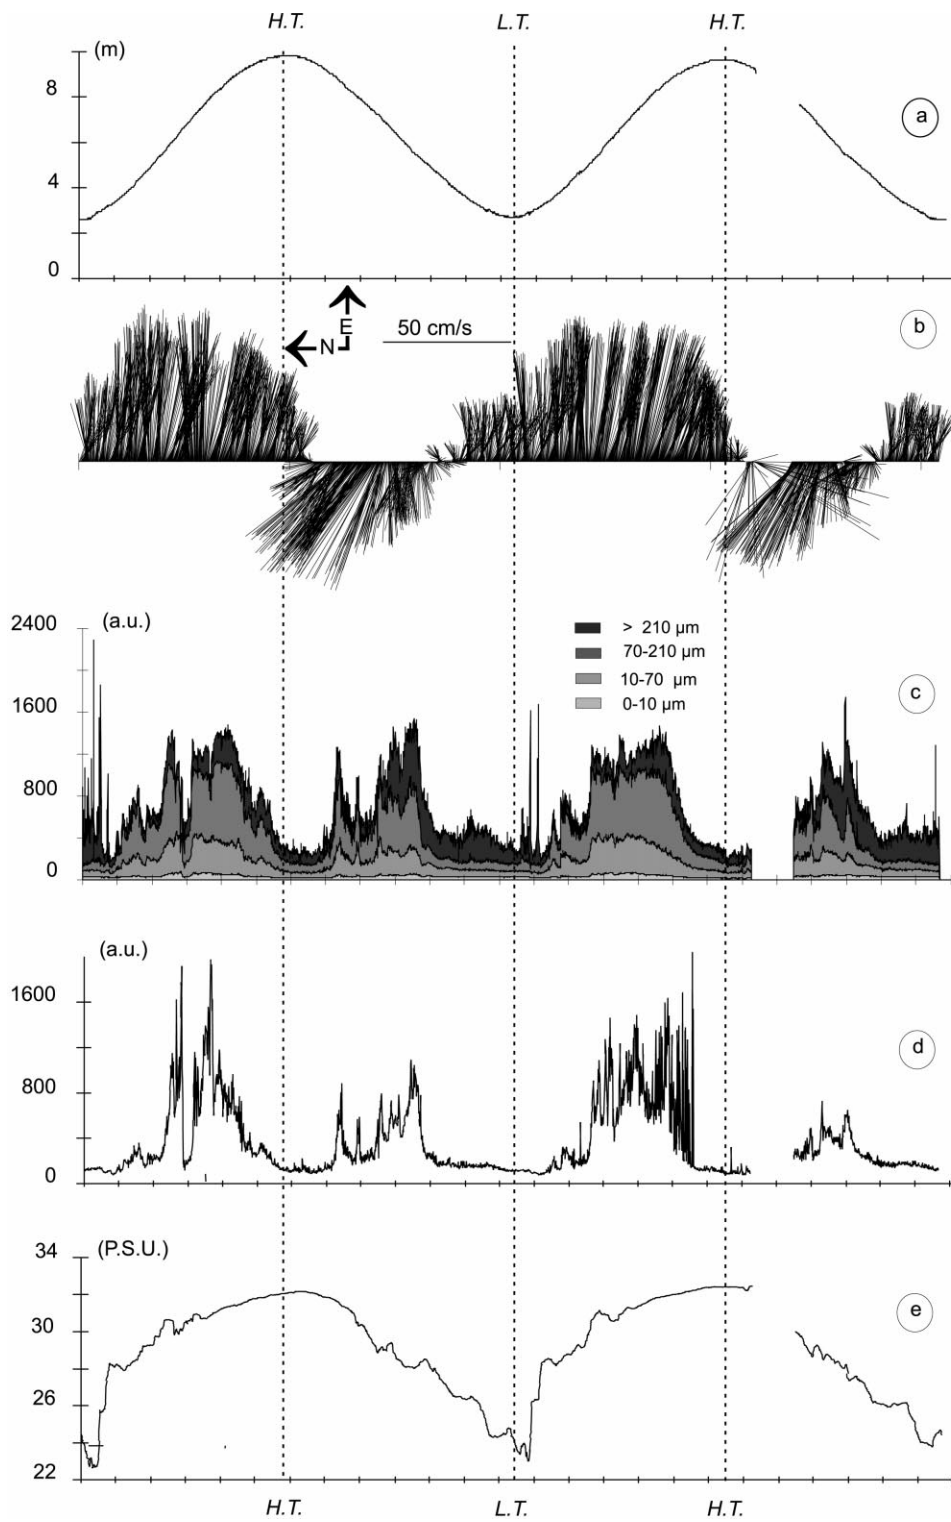 H.T. L.T. H.T.
(m)
8
4
0
a
E
N
50 cm/s
b
(a.u.)
2400
1600
800
0
> 210 µm
70-210 µm
10-70 µm
0-10 µm
c
(a.u.)
1600
800
0
d
(P.S.U.)
34
30
26
22
e
H.T. L.T. H.T.